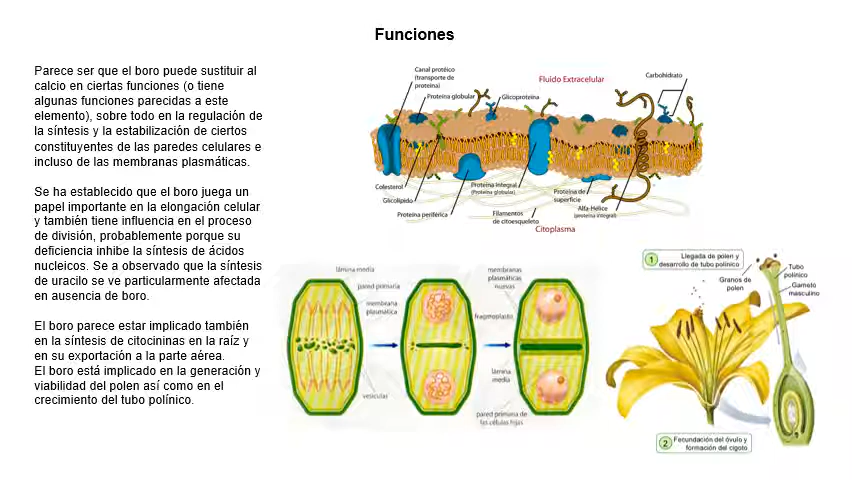 Funciones
Parece ser que el boro puede sustituir al
calcio en ciertas funciones (o tiene
algunas funciones parecidas a este
elemento), sobre todo en la regulación de
la síntesis y la estabilización de ciertos
constituyentes de las paredes celulares e
incluso de las membranas plasmáticas.
Se ha establecido que el boro juega un
papel importante en la elongación celular
y también tiene influencia en el proceso
de división, probablemente porque su
deficiencia inhibe la síntesis de ácidos
nucleicos. Se a observado que la síntesis
de uracilo se ve particularmente afectada
en ausencia de boro.
El boro parece estar implicado también
en la síntesis de citocininas en la raíz y
en su exportación a la parte aérea.
El boro está implicado en la generación y
viabilidad del polen así como en el
crecimiento del tubo polínico.
Canal protéico
(transporte de
proteína)
Proteína globular
Glicoproteína
Fluido Extracelular
Carbohidrato
Colesterol
Glicolípido
Proteína periférica
Proteína integral
(Proteína globular)
Filamentos
de citoesqueleto
Proteína de
superficie
Alfa-Hélice
(proteína integral)
Citoplasma
lámina media
pared primaria
membrana
plasmática
vesículas
membranas
plasmáticas
nuevas
fragmoplasto
lámina
media
pared primaria de
las células hijas
1
Llegada de polen y
desarrollo de tubo polínico
Granos de
polen
Tubo
polínico
Gameto
masculino
2
Fecundación del óvulo y
formación del cigoto